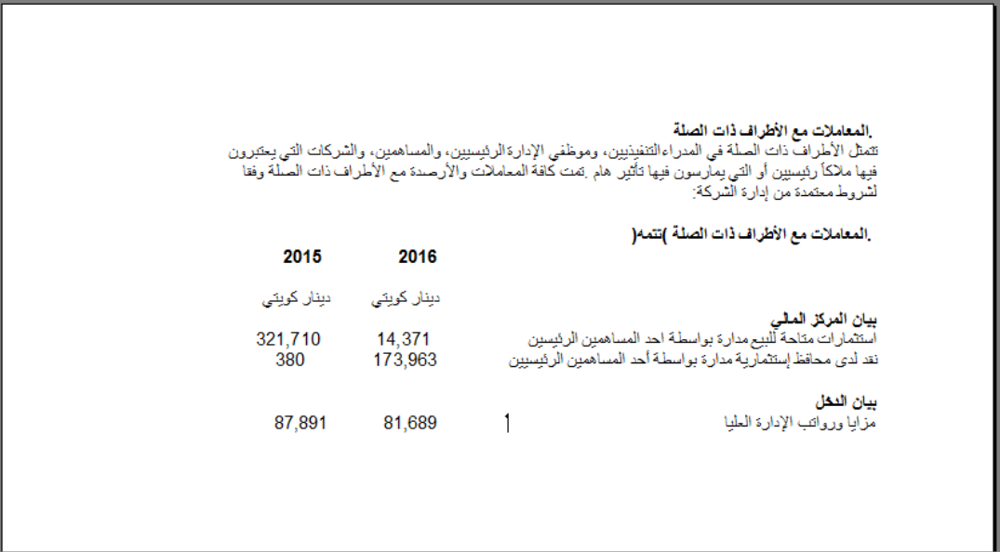 .المعاملات مع الأطراف ذات الصلة
تتمثل الأطراف ذات الصلة في المدراء التنفيذيين، وموظفي الإدارة الرئيسيين، والمساهمين، والشركات التي يعتبرون
فيها ملاكاً رئيسيين أو التي يمارسون فيها تأثير هام .تمت كافة المعاملات والأرصدة مع الأطراف ذات الصلة وفقا
لشروط معتمدة من إدارة الشركة:
.المعاملات مع الأطراف ذات الصلة )تتمه(
2016 2015
دينار كويتي دينار كويتي
بيان المركز المالي
استثمارات متاحة للبيع مدارة بواسطة احد المساهمين الرئيسين 14,371 321,710
نقد لدى محافظ إستثمارية مدارة بواسطة أحد المساهمين الرئيسيين 173,963 380
بيان الدخل
مزايا ورواتب الإدارة العليا 81,689 87,891